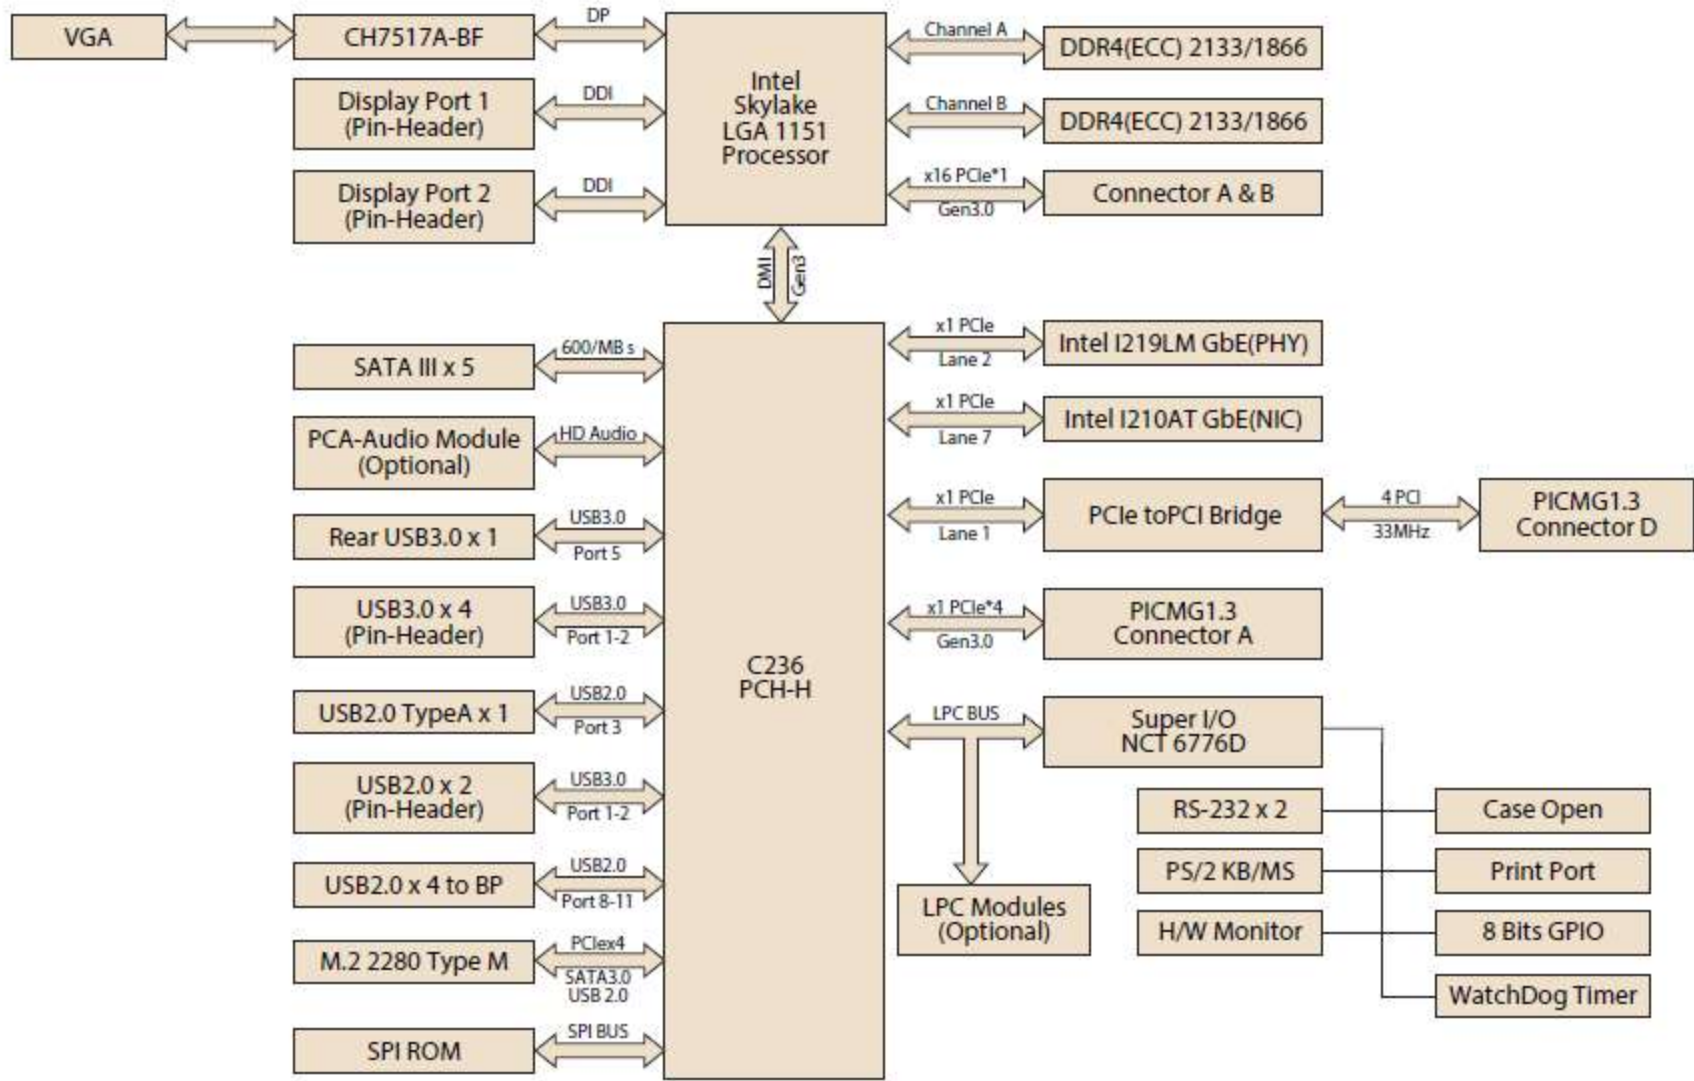 VGA
CH7517A-BF
DP
Display Port 1
(Pin-Header)
DDI
Display Port 2
(Pin-Header)
DDI
Intel
Skylake
LGA 1151
Processor
Channel A
DDR4(ECC) 2133/1866
Channel B
DDR4(ECC) 2133/1866
x16 PCIe*1
Gen3.0
Connector A & B
DMI
Gen3
SATA III x 5
600/MB s
PCA-Audio Module
(Optional)
HD Audio
Rear USB3.0 x 1
USB3.0
Port 5
USB3.0 x 4
(Pin-Header)
USB3.0
Port 1-2
USB2.0 TypeA x 1
USB2.0
Port 3
USB2.0 x 2
(Pin-Header)
USB3.0
Port 1-2
USB2.0 x 4 to BP
USB2.0
Port 8-11
M.2 2280 Type M
PCIex4
SATA3.0
USB 2.0
SPI ROM
SPI BUS
C236
PCH-H
x1 PCIe
Lane 2
Intel I219LM GbE(PHY)
x1 PCIe
Lane 7
Intel I210AT GbE(NIC)
x1 PCIe
Lane 1
PCIe toPCI Bridge
4 PCI
33MHz
PICMG1.3
Connector D
x1 PCIe*4
Gen3.0
PICMG1.3
Connector A
LPC BUS
Super I/O
NCT 6776D
LPC Modules
(Optional)
RS-232 x 2
Case Open
PS/2 KB/MS
Print Port
H/W Monitor
8 Bits GPIO
WatchDog Timer